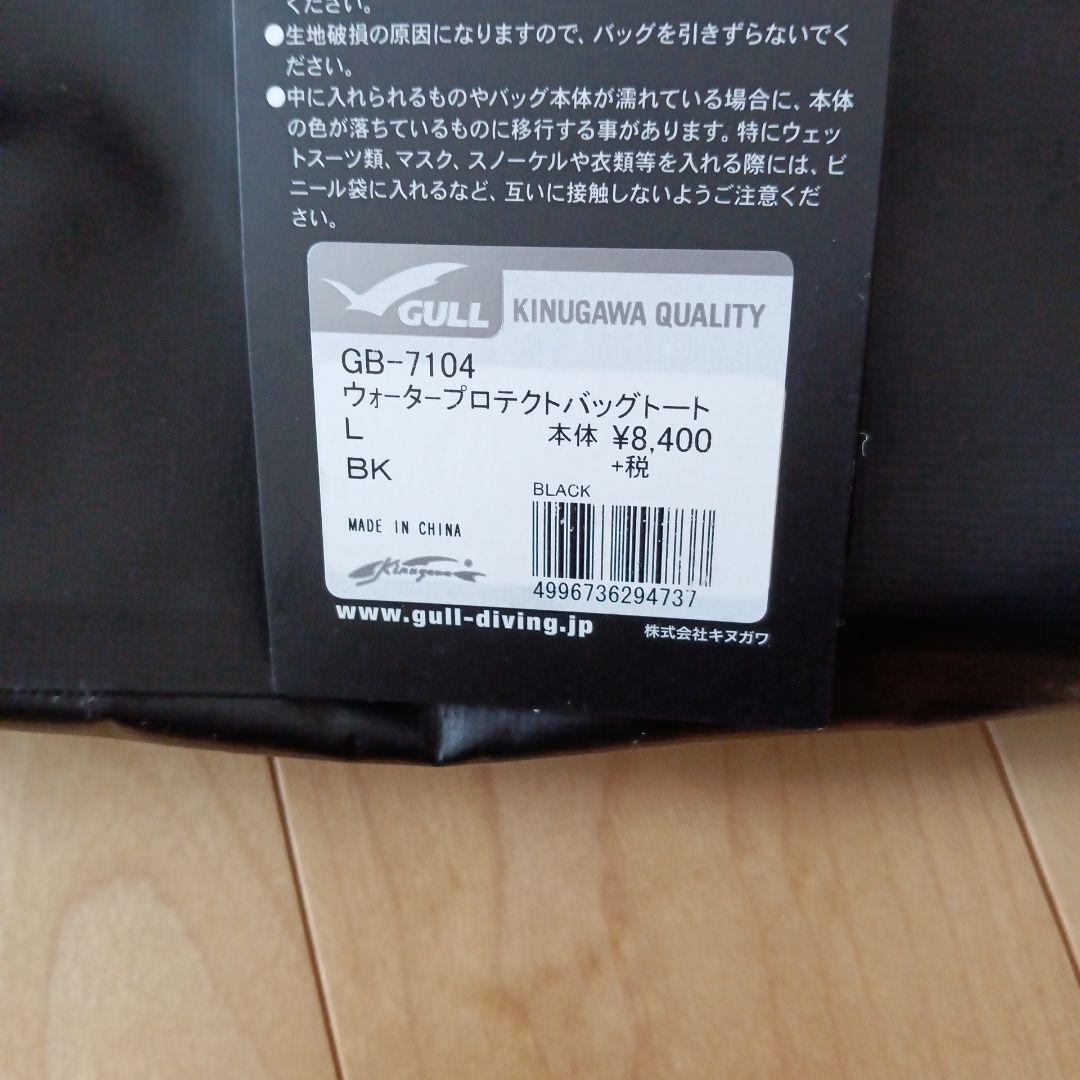 ください。
●生地破損の原因になりますので、バッグを引きずらないでく
ださい。
●中に入れられるものやバッグ本体が濡れている場合に、本体
の色が落ちているものに移行する事があります。特にウェッ
トスーツ類、マスク、スノーケルや衣類等を入れる際には、ビ
ニール袋に入れるなど、互いに接触しないようご注意くだ
さい。
GULL KINUGAWA QUALITY
GB-7104
ウォータープロテクトバッグトート
L 本体 ¥8,400
BK +税
BLACK
MADE IN CHINA
Kinugawa®
4996736294737
www.gull-diving.jp 株式会社キヌガワ